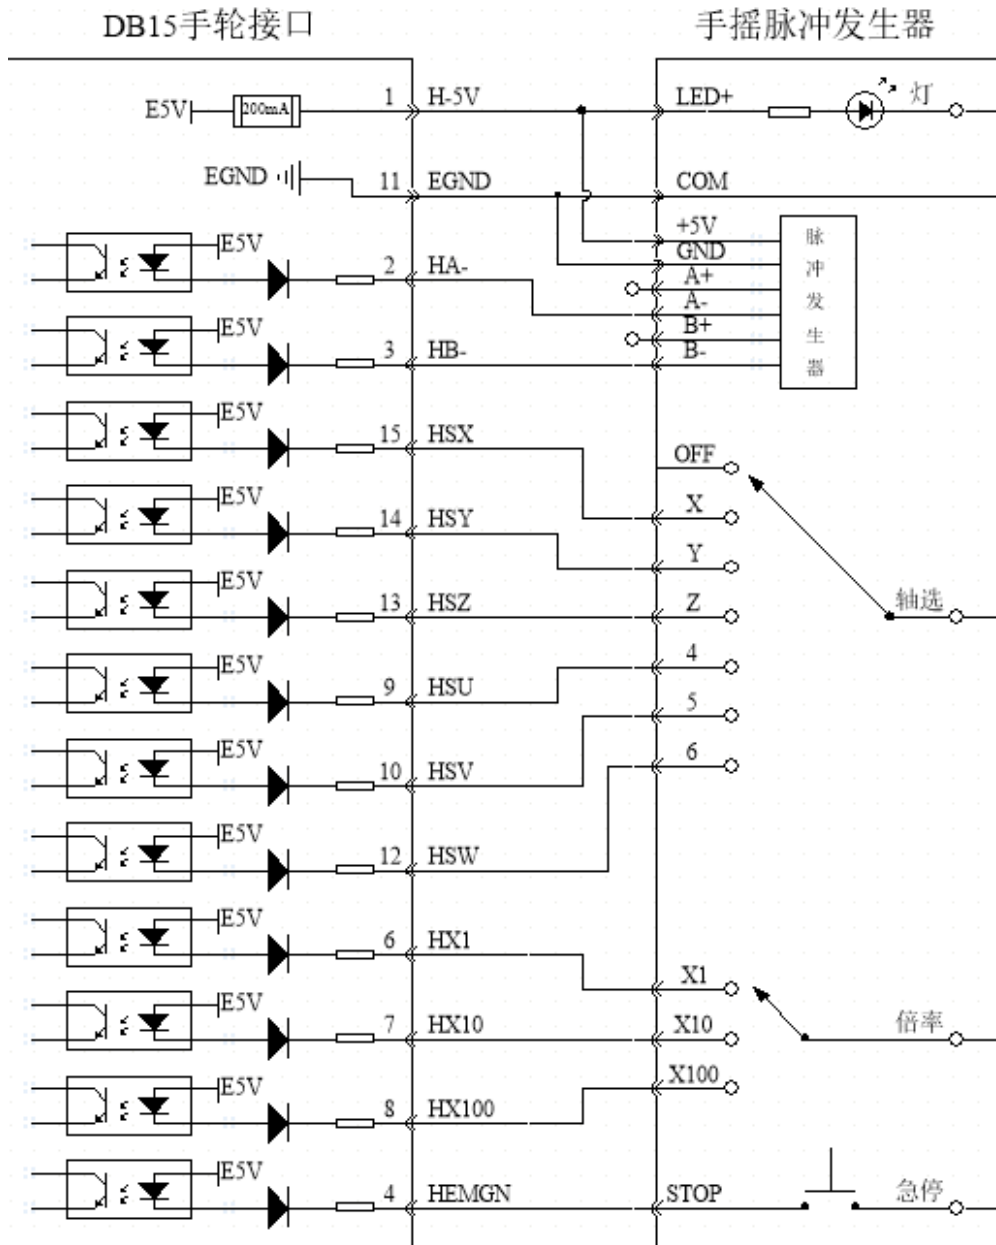 DB15手轮接口 手摇脉冲发生器
E5V 200mA 1 H-5V LED+ 灯
EGND 11 EGND COM
+5V
E5V GND
2 HA- A+
A-
E5V B+
3 HB- B-
脉冲发生器
E5V
15 HSX OFF
E5V X
14 HSY Y
E5V
13 HSZ Z 轴选
E5V 4
9 HSU 5
E5V 6
10 HSV
E5V
12 HSW
E5V
6 HX1 X1
E5V
7 HX10 X10 倍率
E5V X100
8 HX100
E5V
4 HEMGN STOP 急停